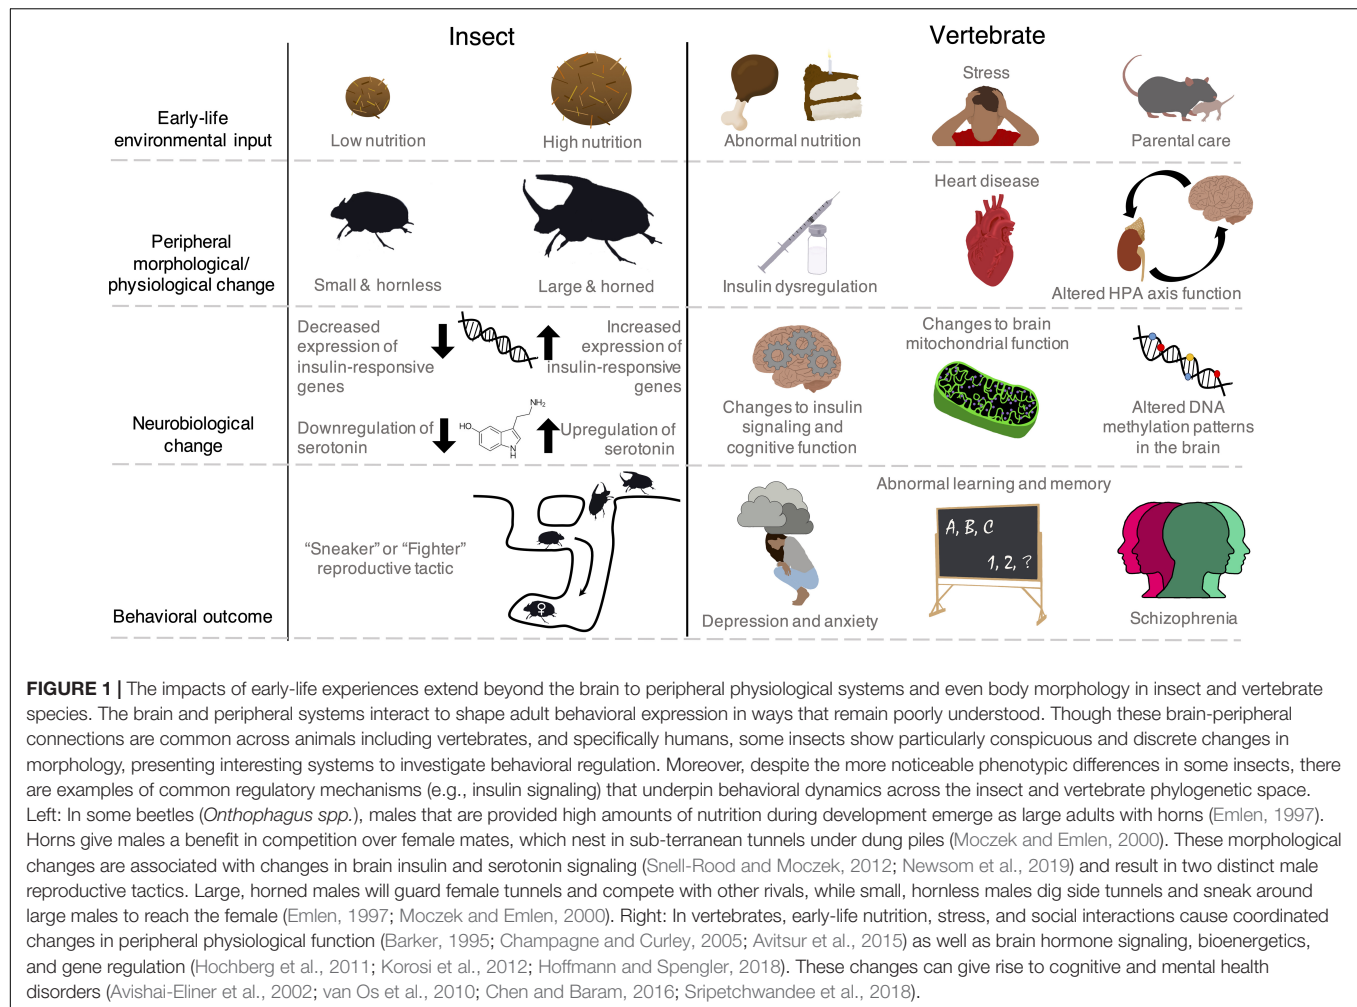 Insect
Vertebrate
Early-life
environmental input
Low nutrition
High nutrition
Abnormal nutrition
Stress
Parental care
Peripheral
morphological/
physiological change
Small & hornless
Large & horned
Insulin dysregulation
Heart disease
Altered HPA axis function
Neurobiological
change
Decreased
expression of
insulin-responsive
genes
Increased
expression of
insulin-responsive
genes
Downregulation of
serotonin
HO
NH2
N
H
Upregulation of
serotonin
Changes to insulin
signaling and
cognitive function
Changes to brain
mitochondrial function
Altered DNA
methylation patterns
in the brain
Behavioral outcome
“Sneaker” or “Fighter”
reproductive tactic
♀
Depression and anxiety
Abnormal learning and memory
A, B, C
1, 2, ?
Schizophrenia
FIGURE 1 | The impacts of early-life experiences extend beyond the brain to peripheral physiological systems and even body morphology in insect and vertebrate
species. The brain and peripheral systems interact to shape adult behavioral expression in ways that remain poorly understood. Though these brain-peripheral
connections are common across animals including vertebrates, and specifically humans, some insects show particularly conspicuous and discrete changes in
morphology, presenting interesting systems to investigate behavioral regulation. Moreover, despite the more noticeable phenotypic differences in some insects, there
are examples of common regulatory mechanisms (e.g., insulin signaling) that underpin behavioral dynamics across the insect and vertebrate phylogenetic space.
Left: In some beetles (Onthophagus spp.), males that are provided high amounts of nutrition during development emerge as large adults with horns (Emlen, 1997).
Horns give males a benefit in competition over female mates, which nest in sub-terranean tunnels under dung piles (Moczek and Emlen, 2000). These morphological
changes are associated with changes in brain insulin and serotonin signaling (Snell-Rood and Moczek, 2012; Newsom et al., 2019) and result in two distinct male
reproductive tactics. Large, horned males will guard female tunnels and compete with other rivals, while small, hornless males dig side tunnels and sneak around
large males to reach the female (Emlen, 1997; Moczek and Emlen, 2000). Right: In vertebrates, early-life nutrition, stress, and social interactions cause coordinated
changes in peripheral physiological function (Barker, 1995; Champagne and Curley, 2005; Avitsur et al., 2015) as well as brain hormone signaling, bioenergetics,
and gene regulation (Hochberg et al., 2011; Korosi et al., 2012; Hoffmann and Spengler, 2018). These changes can give rise to cognitive and mental health
disorders (Avishai-Eliner et al., 2002; van Os et al., 2010; Chen and Baram, 2016; Sripetchwandee et al., 2018).